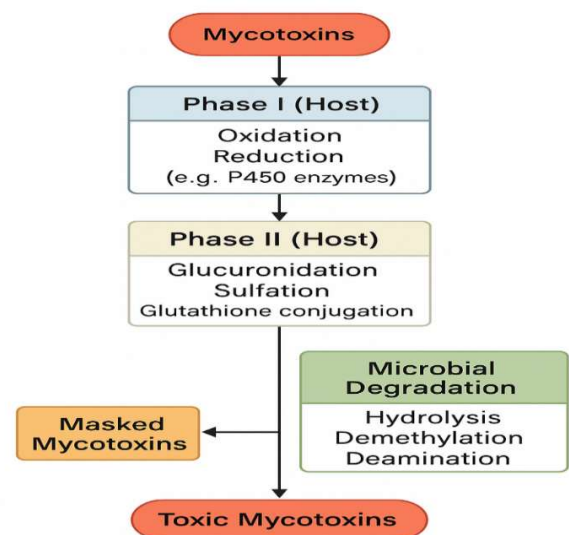 Mycotoxins
Phase I (Host)
Oxidation
Reduction
(e.g. P450 enzymes)
Phase II (Host)
Glucuronidation
Sulfation
Glutathione conjugation
Microbial
Degradation
Hydrolysis
Demethylation
Deamination
Masked
Mycotoxins
Toxic Mycotoxins